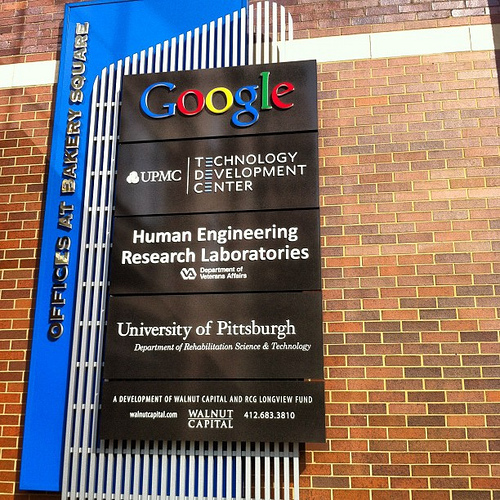 OFFICES AT BAKERY SQUARE
Google
UPMC
TECHNOLOGY
DEVELOPMENT
CENTER
Human Engineering
Research Laboratories
VA
Department of
Veterans Affairs
University of Pittsburgh
Department of Rehabilitation Science & Technology
A DEVELOPMENT OF WALNUT CAPITAL AND RCG LONGVIEW FUND
walnutcapital.com WALNUT CAPITAL 412.683.3810